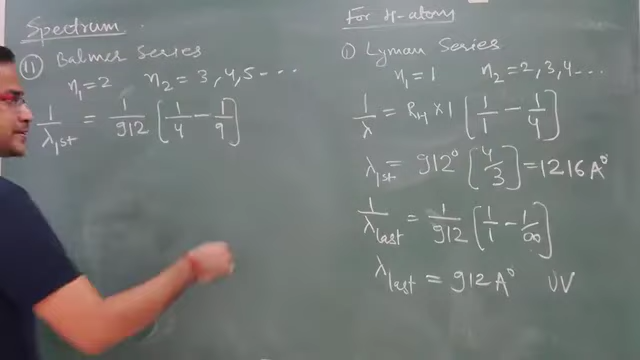 Spectrum.
(II) Balmer Series
n₁=2 n₂ = 3,4,5----
1/λ1st = 1/912 [1/4 - 1/9]
For H-atom
(I) Lyman Series
n₁=1 n₂=2,3,4---
1/λ = RH×1 [1/1 - 1/4]
λ1st = 912° [4/3] = 1216A°
1/λlast = 1/912 [1/1 - 1/∞]
λlast = 912A° UV